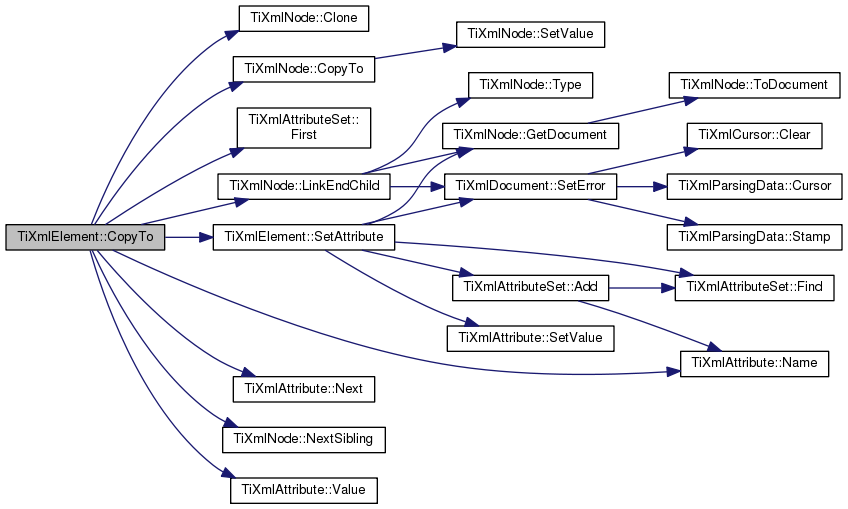 TiXmlNode::Clone
TiXmlNode::SetValue
TiXmlNode::CopyTo
TiXmlNode::Type
TiXmlNode::ToDocument
TiXmlAttributeSet::
First
TiXmlNode::GetDocument
TiXmlCursor::Clear
TiXmlNode::LinkEndChild
TiXmlDocument::SetError
TiXmlParsingData::Cursor
TiXmlElement::CopyTo
TiXmlElement::SetAttribute
TiXmlParsingData::Stamp
TiXmlAttributeSet::Add
TiXmlAttributeSet::Find
TiXmlAttribute::SetValue
TiXmlAttribute::Name
TiXmlAttribute::Next
TiXmlNode::NextSibling
TiXmlAttribute::Value